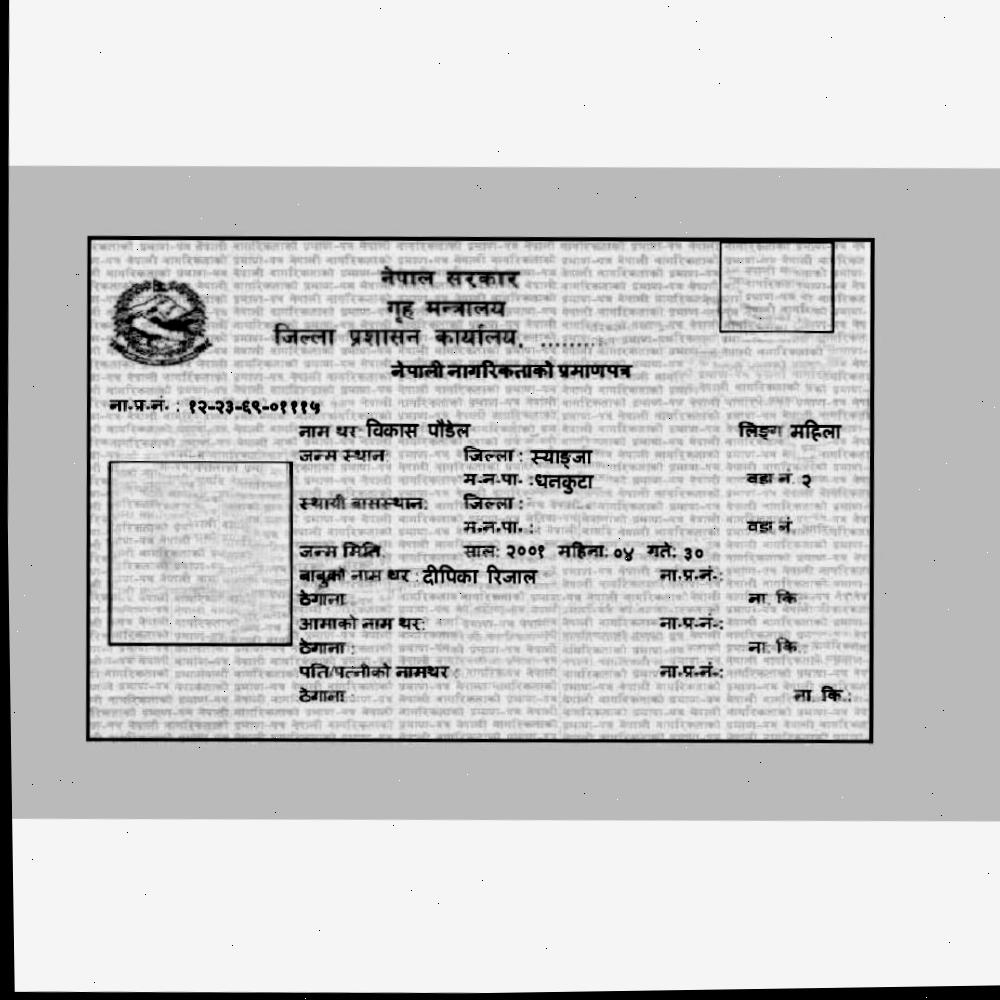 नेपाल सरकार
गृह मन्त्रालय
जिल्ला प्रशासन कार्यालय, .........
नेपाली नागरिकताको प्रमाणपत्र
ना.प्र.नं. : १२-२३-६९-०१११५
नाम थर विकास पौडेल लिङ्ग महिला
जन्म स्थान जिल्ला : स्याङ्जा
म.न.पा. :धनकुटा वडा नं. २
स्थायी बासस्थान: जिल्ला :
म.न.पा. : वडा नं.
जन्म मिति साल: २००१ महिना: ०४ गते: ३०
बाबुको नाम थर : दीपिका रिजाल ना.प्र.नं.:
ठेगाना ना. कि.
आमाको नाम थर: ना.प्र.नं.:
ठेगाना : ना. कि.:
पति/पत्नीको नामथर : ना.प्र.नं.:
ठेगाना ना. कि.: